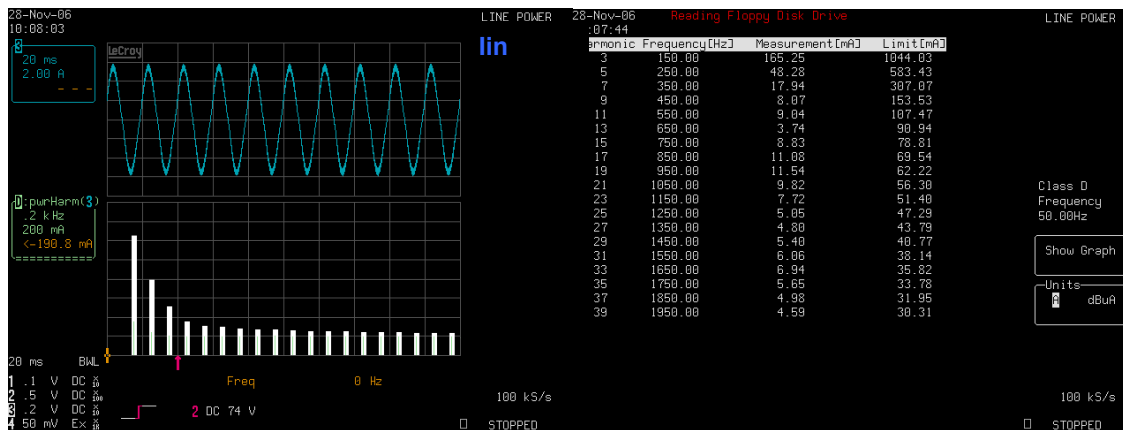 28-Nov-06
10:08:03
LINE POWER
3
20 ms
2.00 A
- - -
LeCroy
lin
D:pwrHarm(3)
.2 kHz
200 mA
<-190.8 mA
20 ms BWL
1 .1 V DC
2 .5 V DC
3 .2 V DC
4 50 mV Ex
Freq 0 Hz
2 DC 74 V
100 kS/s
STOPPED
28-Nov-06 Reading Floppy Disk Drive LINE POWER
:07:44
armonic Frequency[Hz] Measurement[mA] Limit[mA]
3 150.00 165.25 1044.03
5 250.00 48.28 583.43
7 350.00 17.94 307.07
9 450.00 8.07 153.53
11 550.00 9.04 107.47
13 650.00 3.74 90.94
15 750.00 8.83 78.81
17 850.00 11.08 69.54
19 950.00 11.54 62.22
21 1050.00 9.82 56.30
23 1150.00 7.72 51.40
25 1250.00 5.05 47.29
27 1350.00 4.80 43.79
29 1450.00 5.40 40.77
31 1550.00 6.06 38.14
33 1650.00 6.94 35.82
35 1750.00 5.65 33.78
37 1850.00 4.98 31.95
39 1950.00 4.59 30.31
Class D
Frequency
50.00Hz
Show Graph
Units
A dBuA
100 kS/s
STOPPED